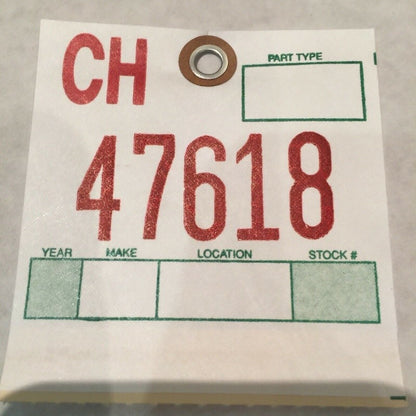 CH
PART TYPE
47618
YEAR MAKE LOCATION STOCK #